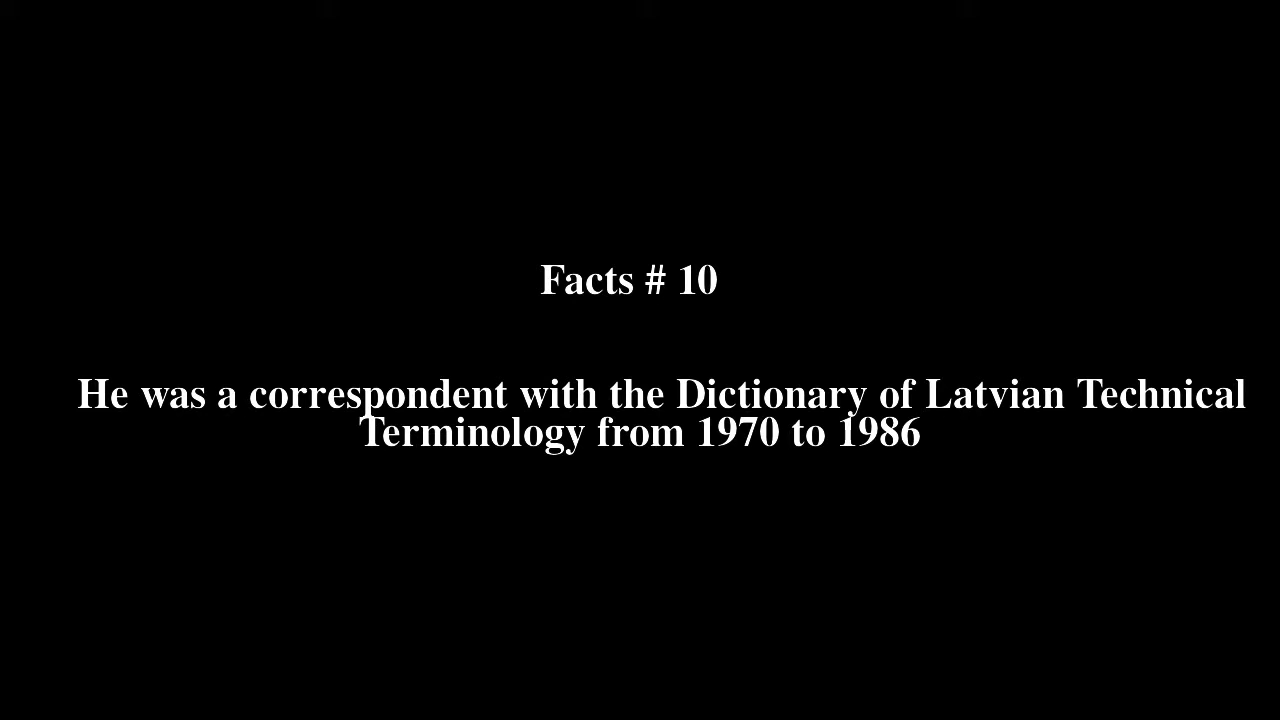 Facts # 10
He was a correspondent with the Dictionary of Latvian Technical
Terminology from 1970 to 1986